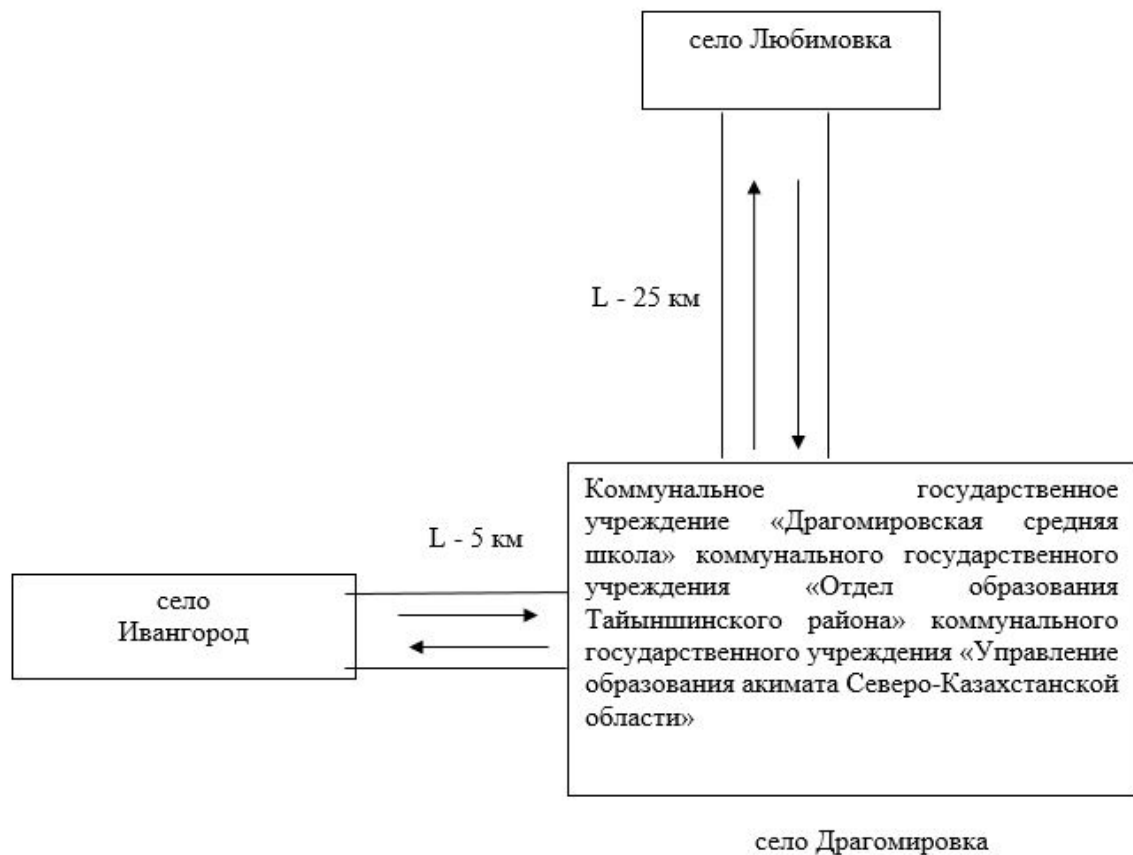 село Любимовка
L - 25 км
Коммунальное государственное
учреждение «Драгомировская средняя
школа» коммунального государственного
учреждения «Отдел образования
Тайыншинского района» коммунального
государственного учреждения «Управление
образования акимата Северо-Казахстанской
области»
L - 5 км
село
Ивангород
село Драгомировка